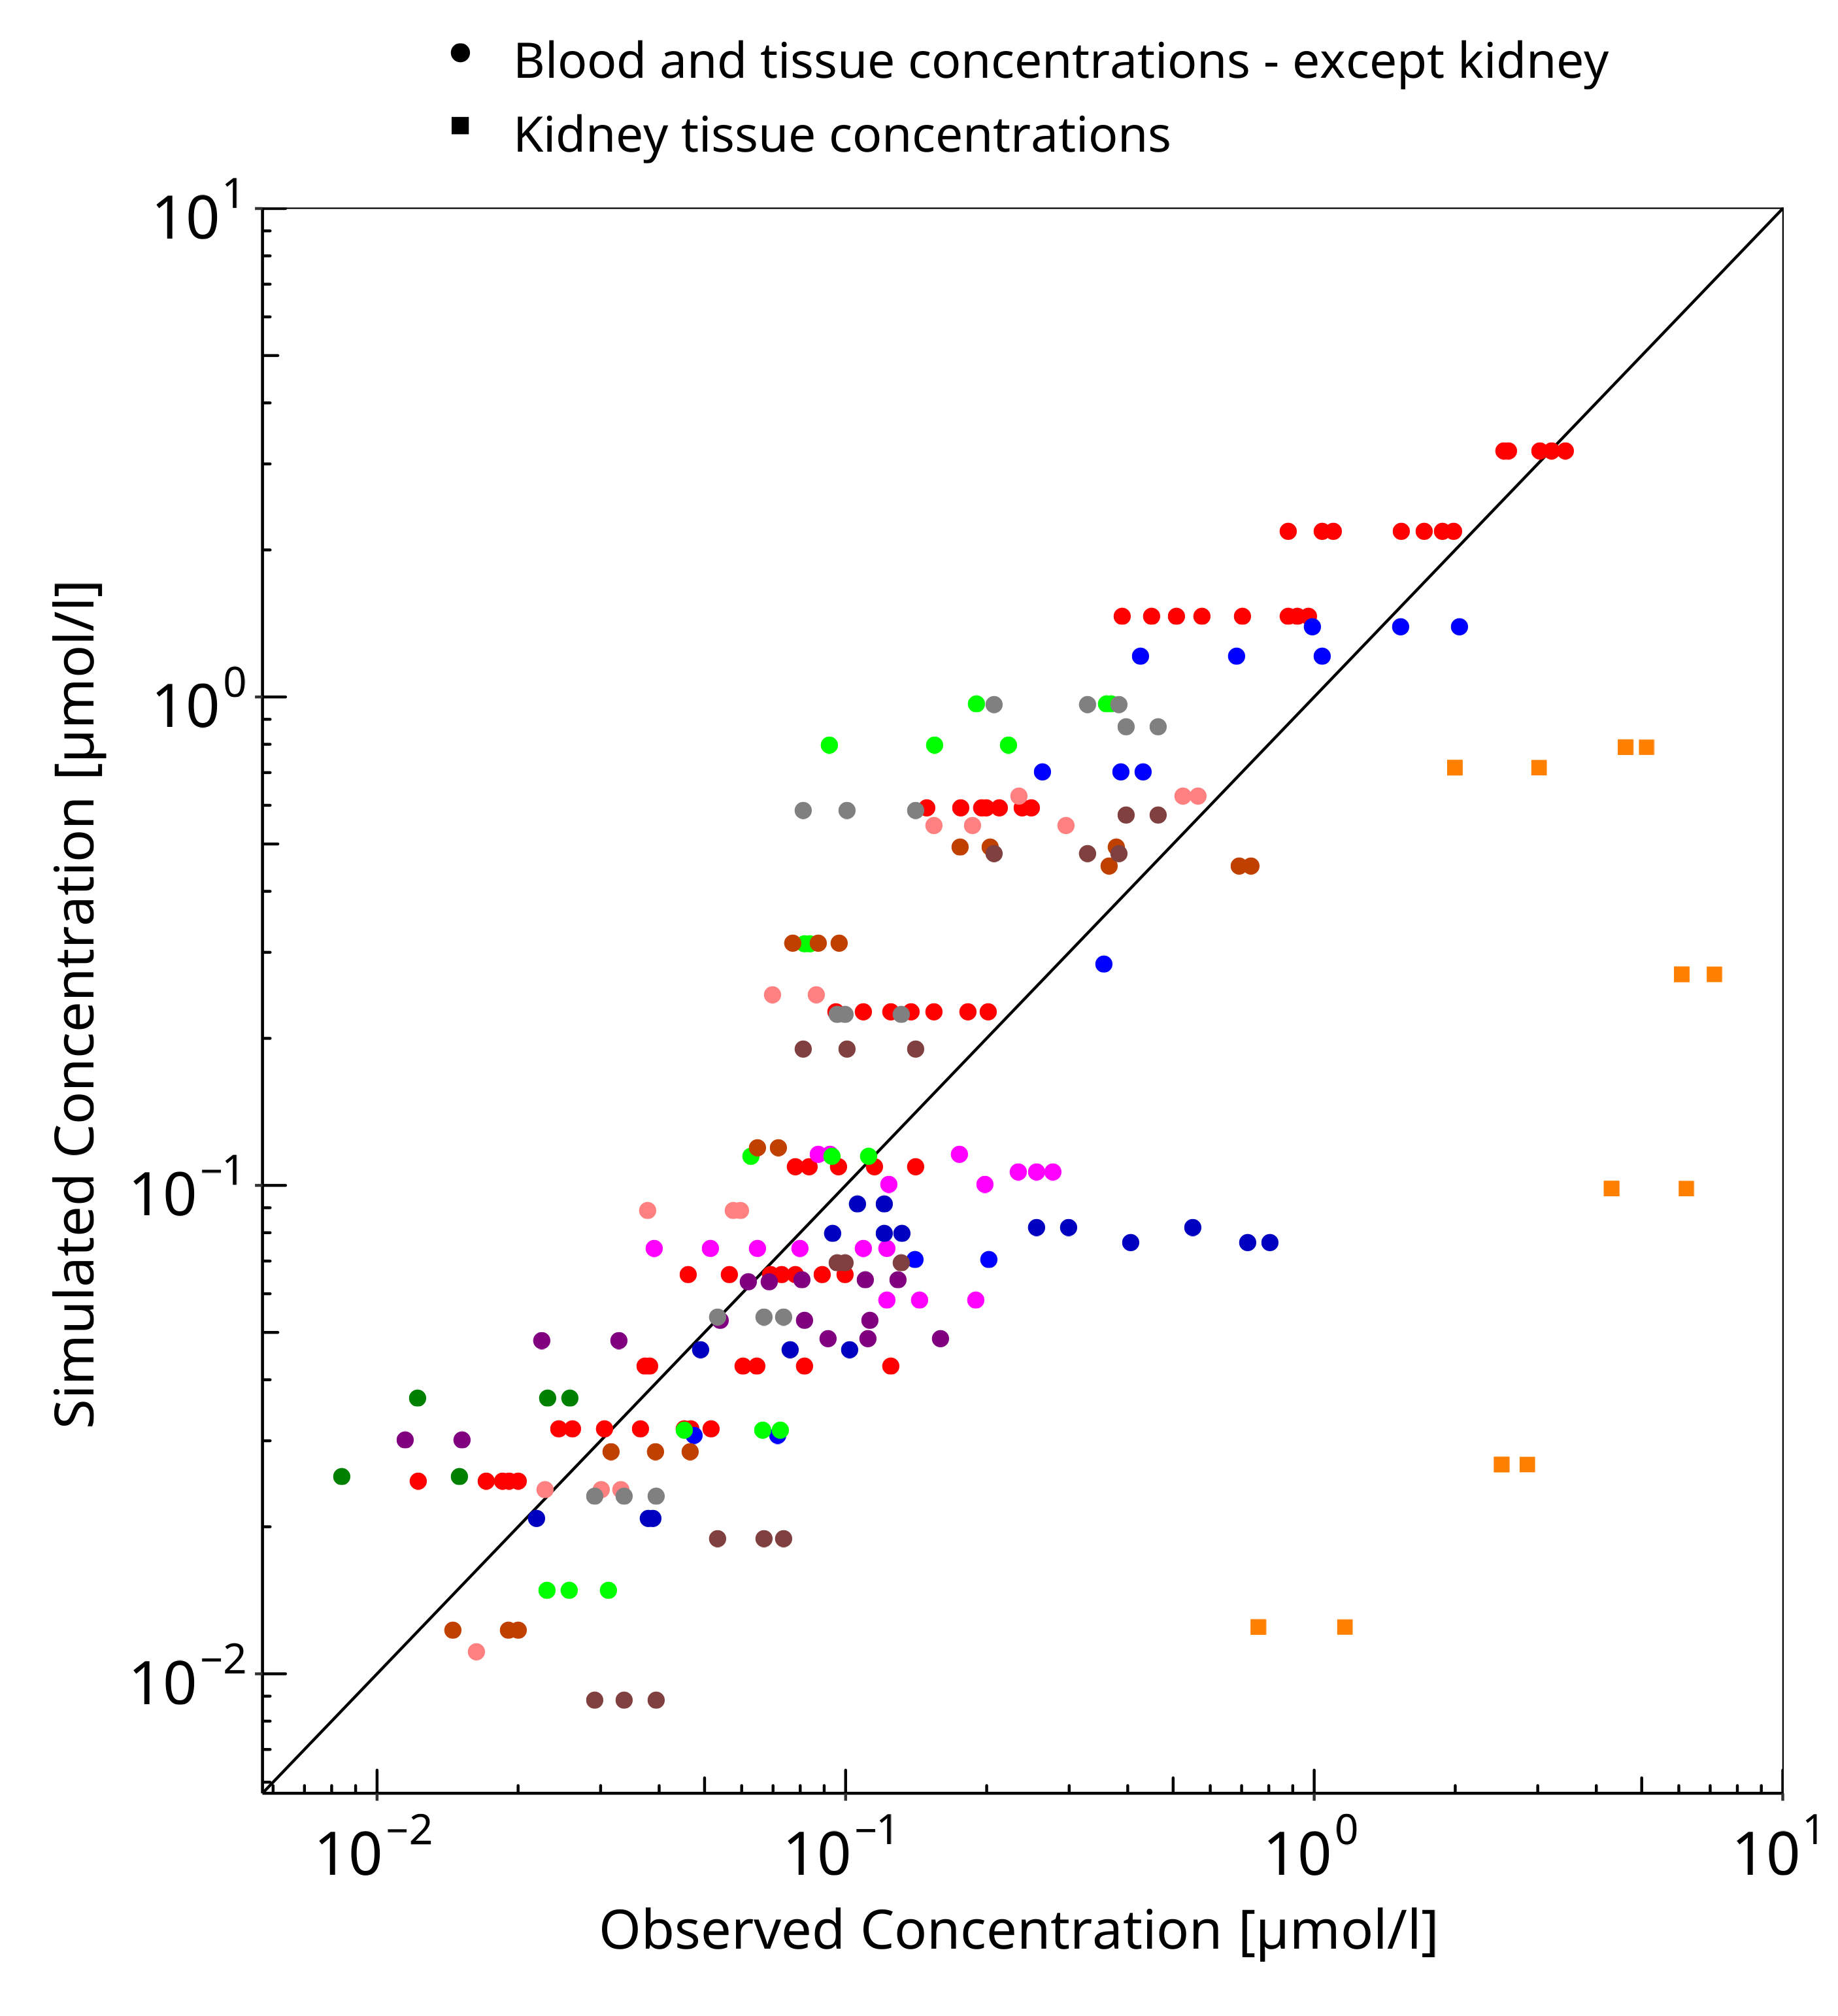 Blood and tissue concentrations - except kidney
Kidney tissue concentrations
10¹
10⁰
10⁻¹
10⁻²
Simulated Concentration [µmol/l]
10⁻² 10⁻¹ 10⁰ 10¹
Observed Concentration [µmol/l]